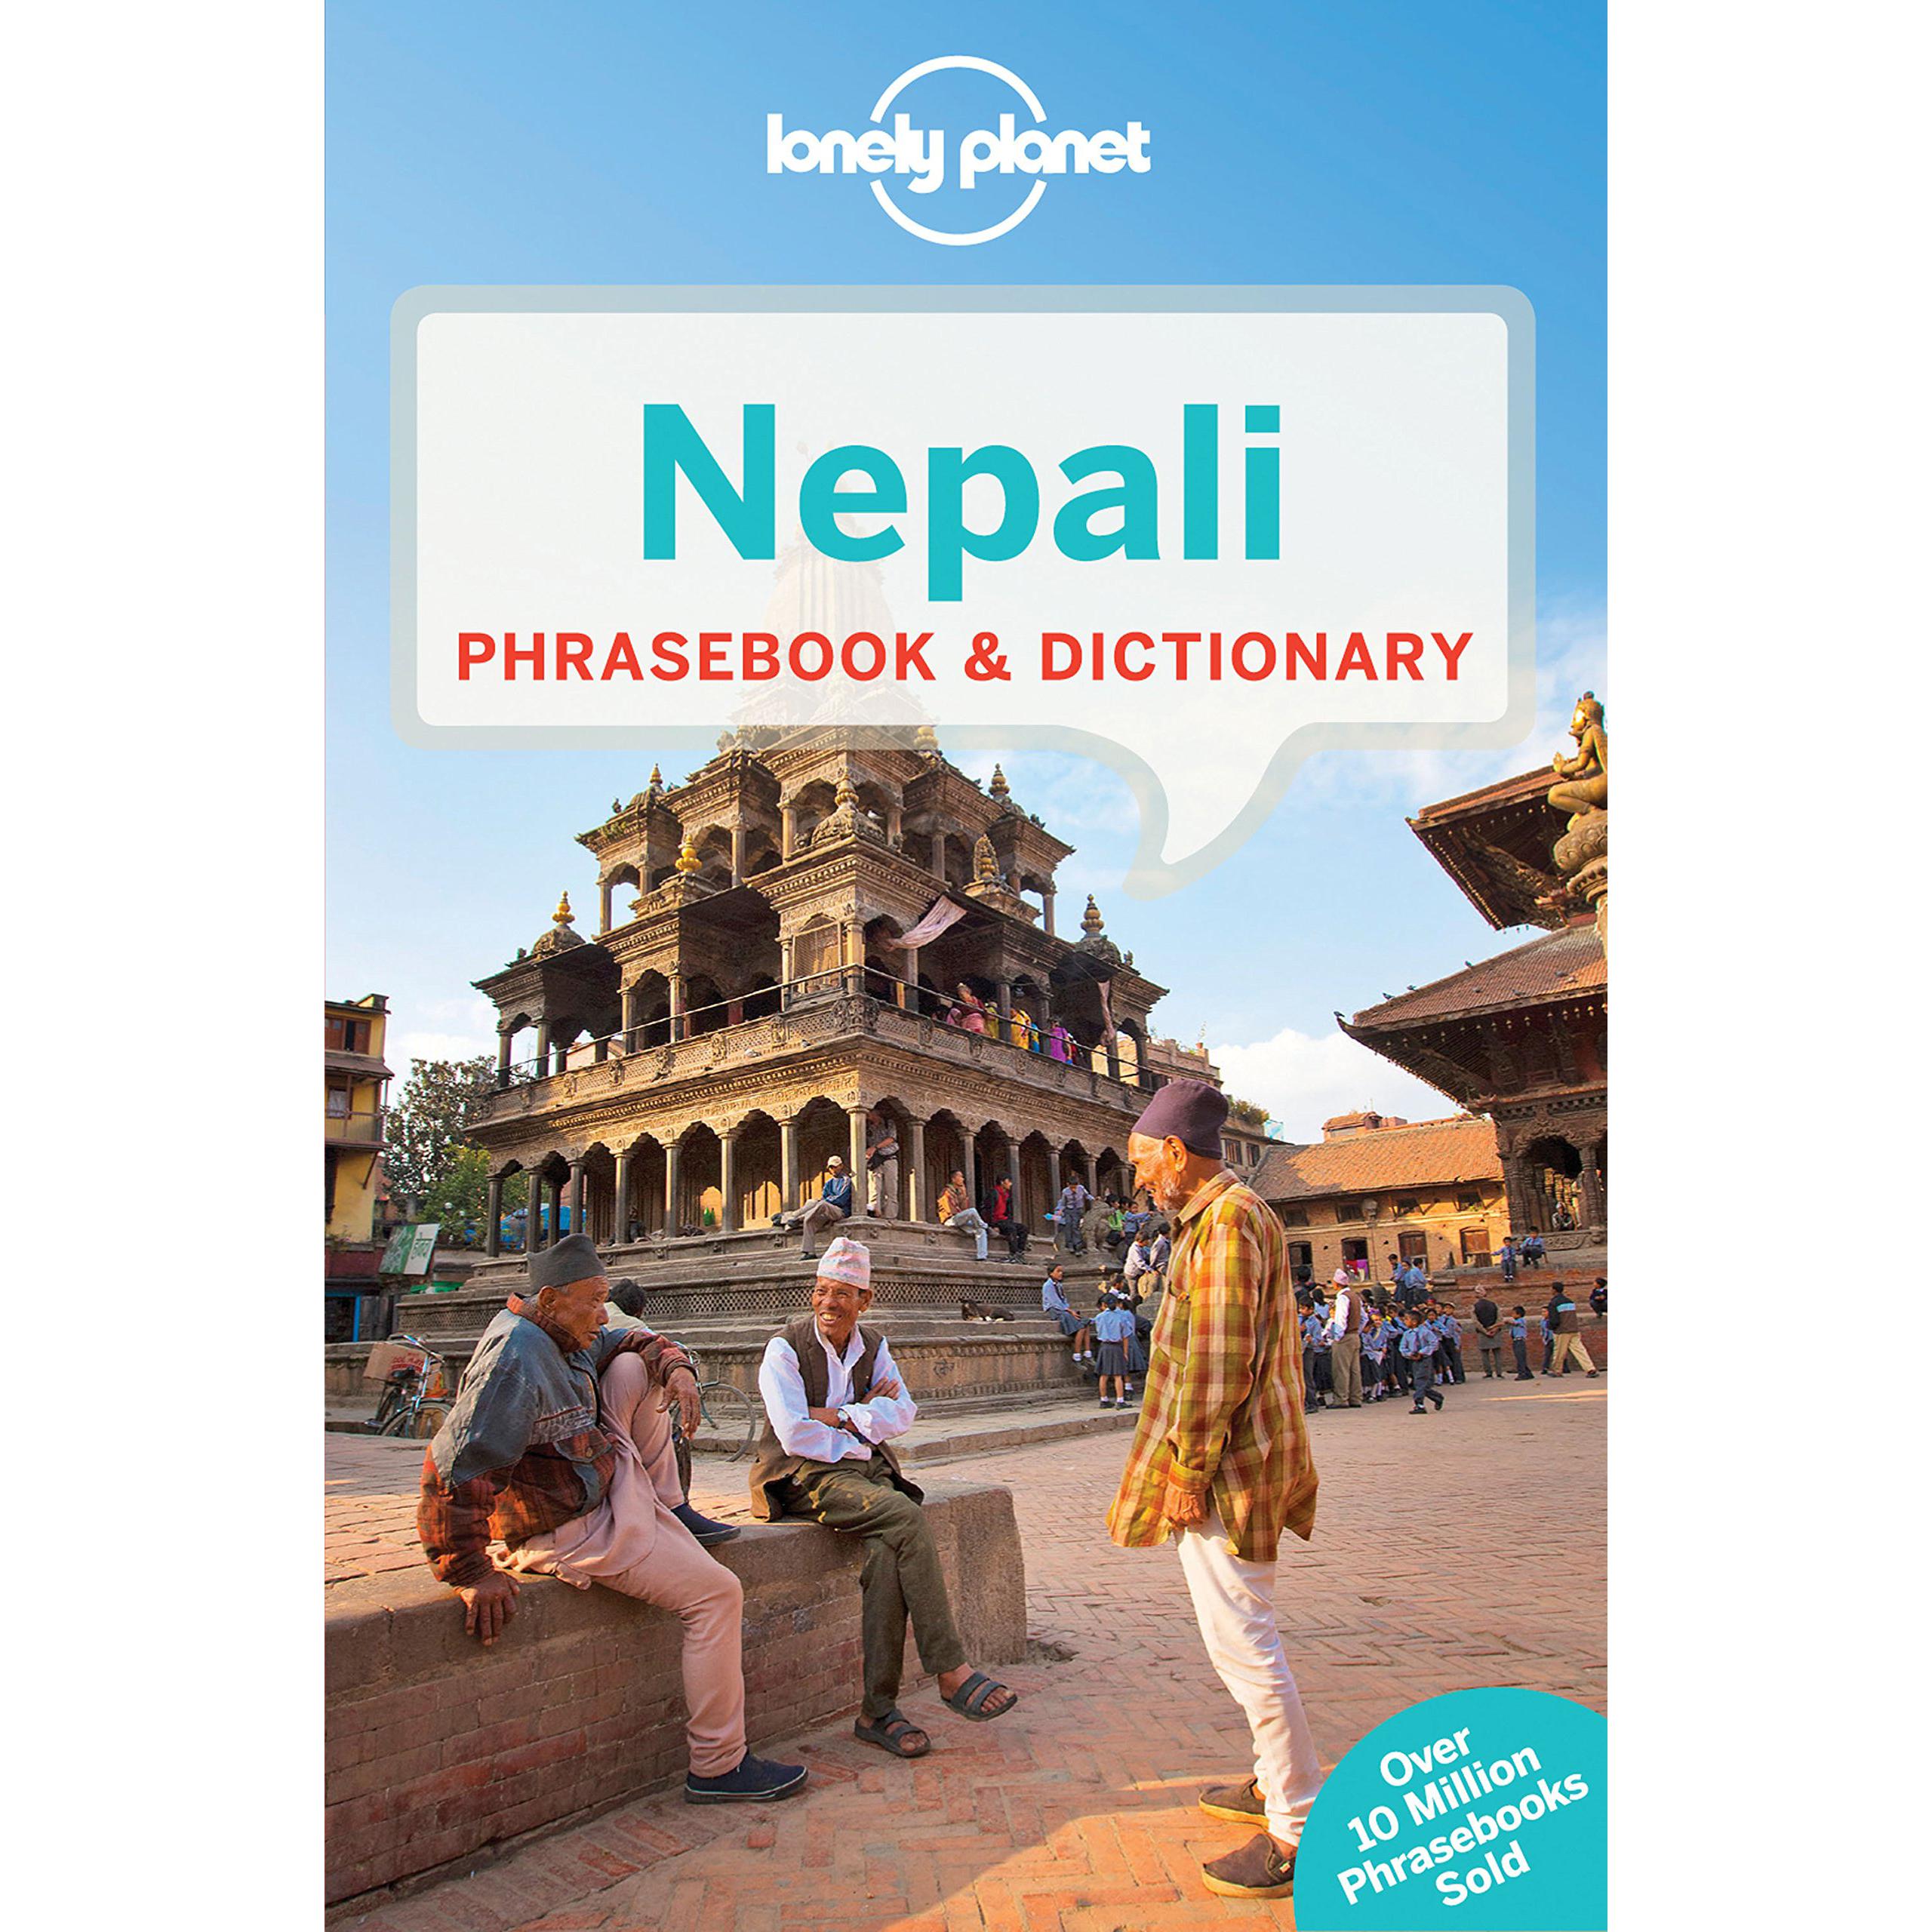 lonely planet
Nepali
PHRASEBOOK & DICTIONARY
Over
10 Million
Phrasebooks
Sold